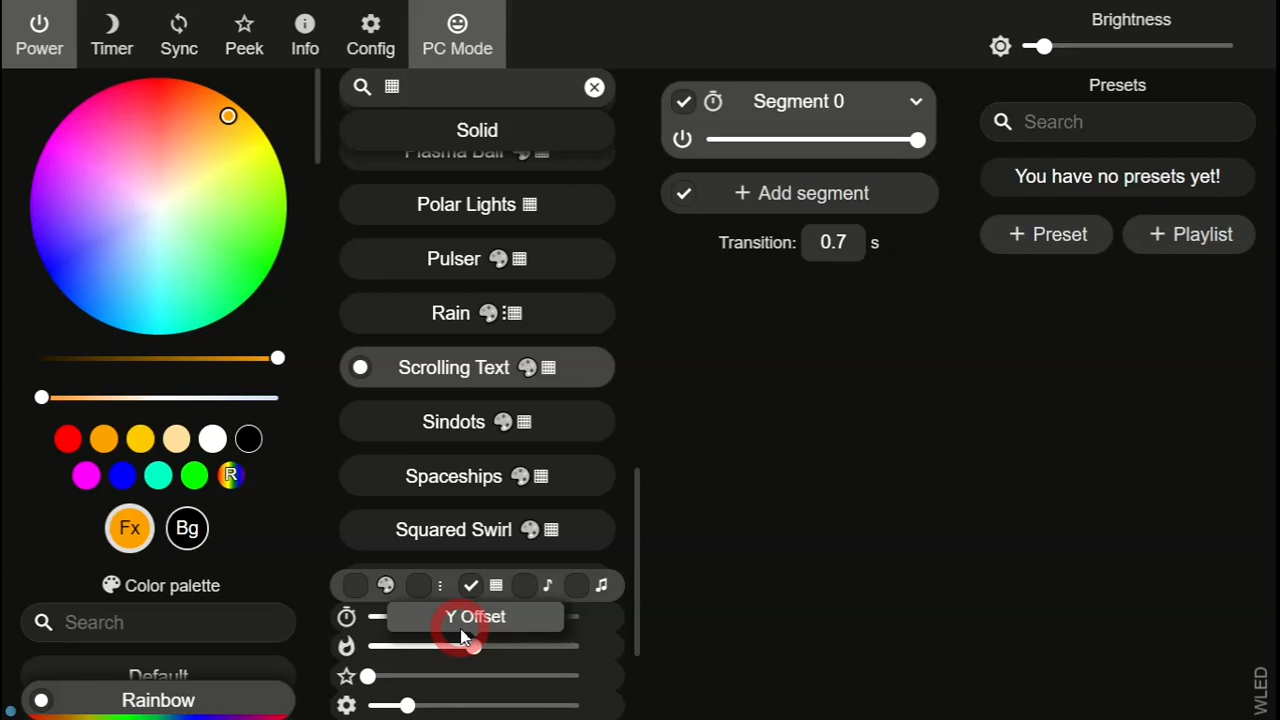 Power
Timer
Sync
Peek
Info
Config
PC Mode
Brightness
Solid
Plasma Ball
Polar Lights
Pulser
Rain
Scrolling Text
Sindots
Spaceships
Squared Swirl
Y Offset
R
Fx
Bg
Color palette
Search
Default
Rainbow
Segment 0
+ Add segment
Transition: 0.7 s
Presets
Search
You have no presets yet!
+ Preset
+ Playlist
WLED